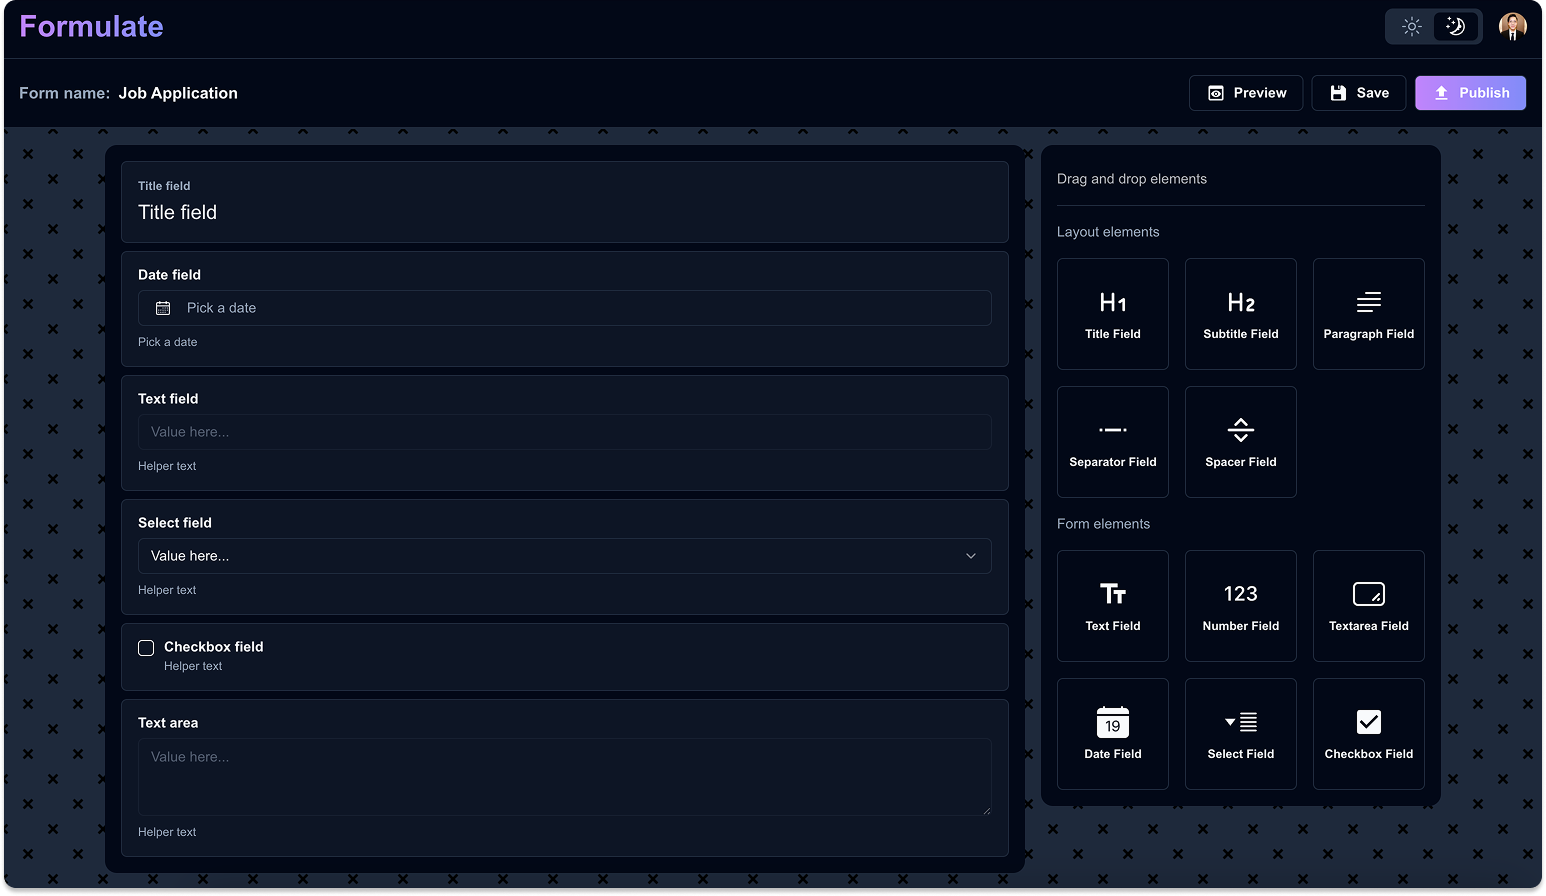 Formulate
Form name: Job Application
Preview
Save
Publish
Title field
Title field
Date field
Pick a date
Pick a date
Text field
Value here...
Helper text
Select field
Value here...
Helper text
Checkbox field
Helper text
Text area
Value here...
Helper text
Drag and drop elements
Layout elements
H1
Title Field
H2
Subtitle Field
Paragraph Field
Separator Field
Spacer Field
Form elements
TT
Text Field
123
Number Field
Textarea Field
19
Date Field
Select Field
Checkbox Field